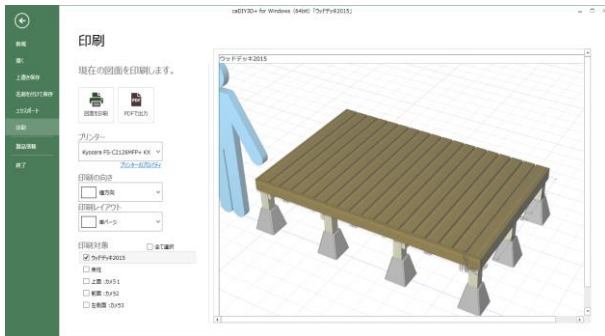 caDIY3D+ for Windows (64bit)「ウッドデッキ2015」
新規
開く
上書き保存
名前を付けて保存
エクスポート
印刷
製品情報
終了
印刷
現在の図面を印刷します。
図面を印刷
PDF
PDFで出力
プリンター
Kyocera FS-C2126MFP+ KX
プリンターのプロパティ
印刷の向き
横方向
印刷レイアウト
単ページ
印刷対象
全て選択
ウッドデッキ2015
上面 :カメラ1
前面 :カメラ2
左側面 :カメラ3
ウッドデッキ2015